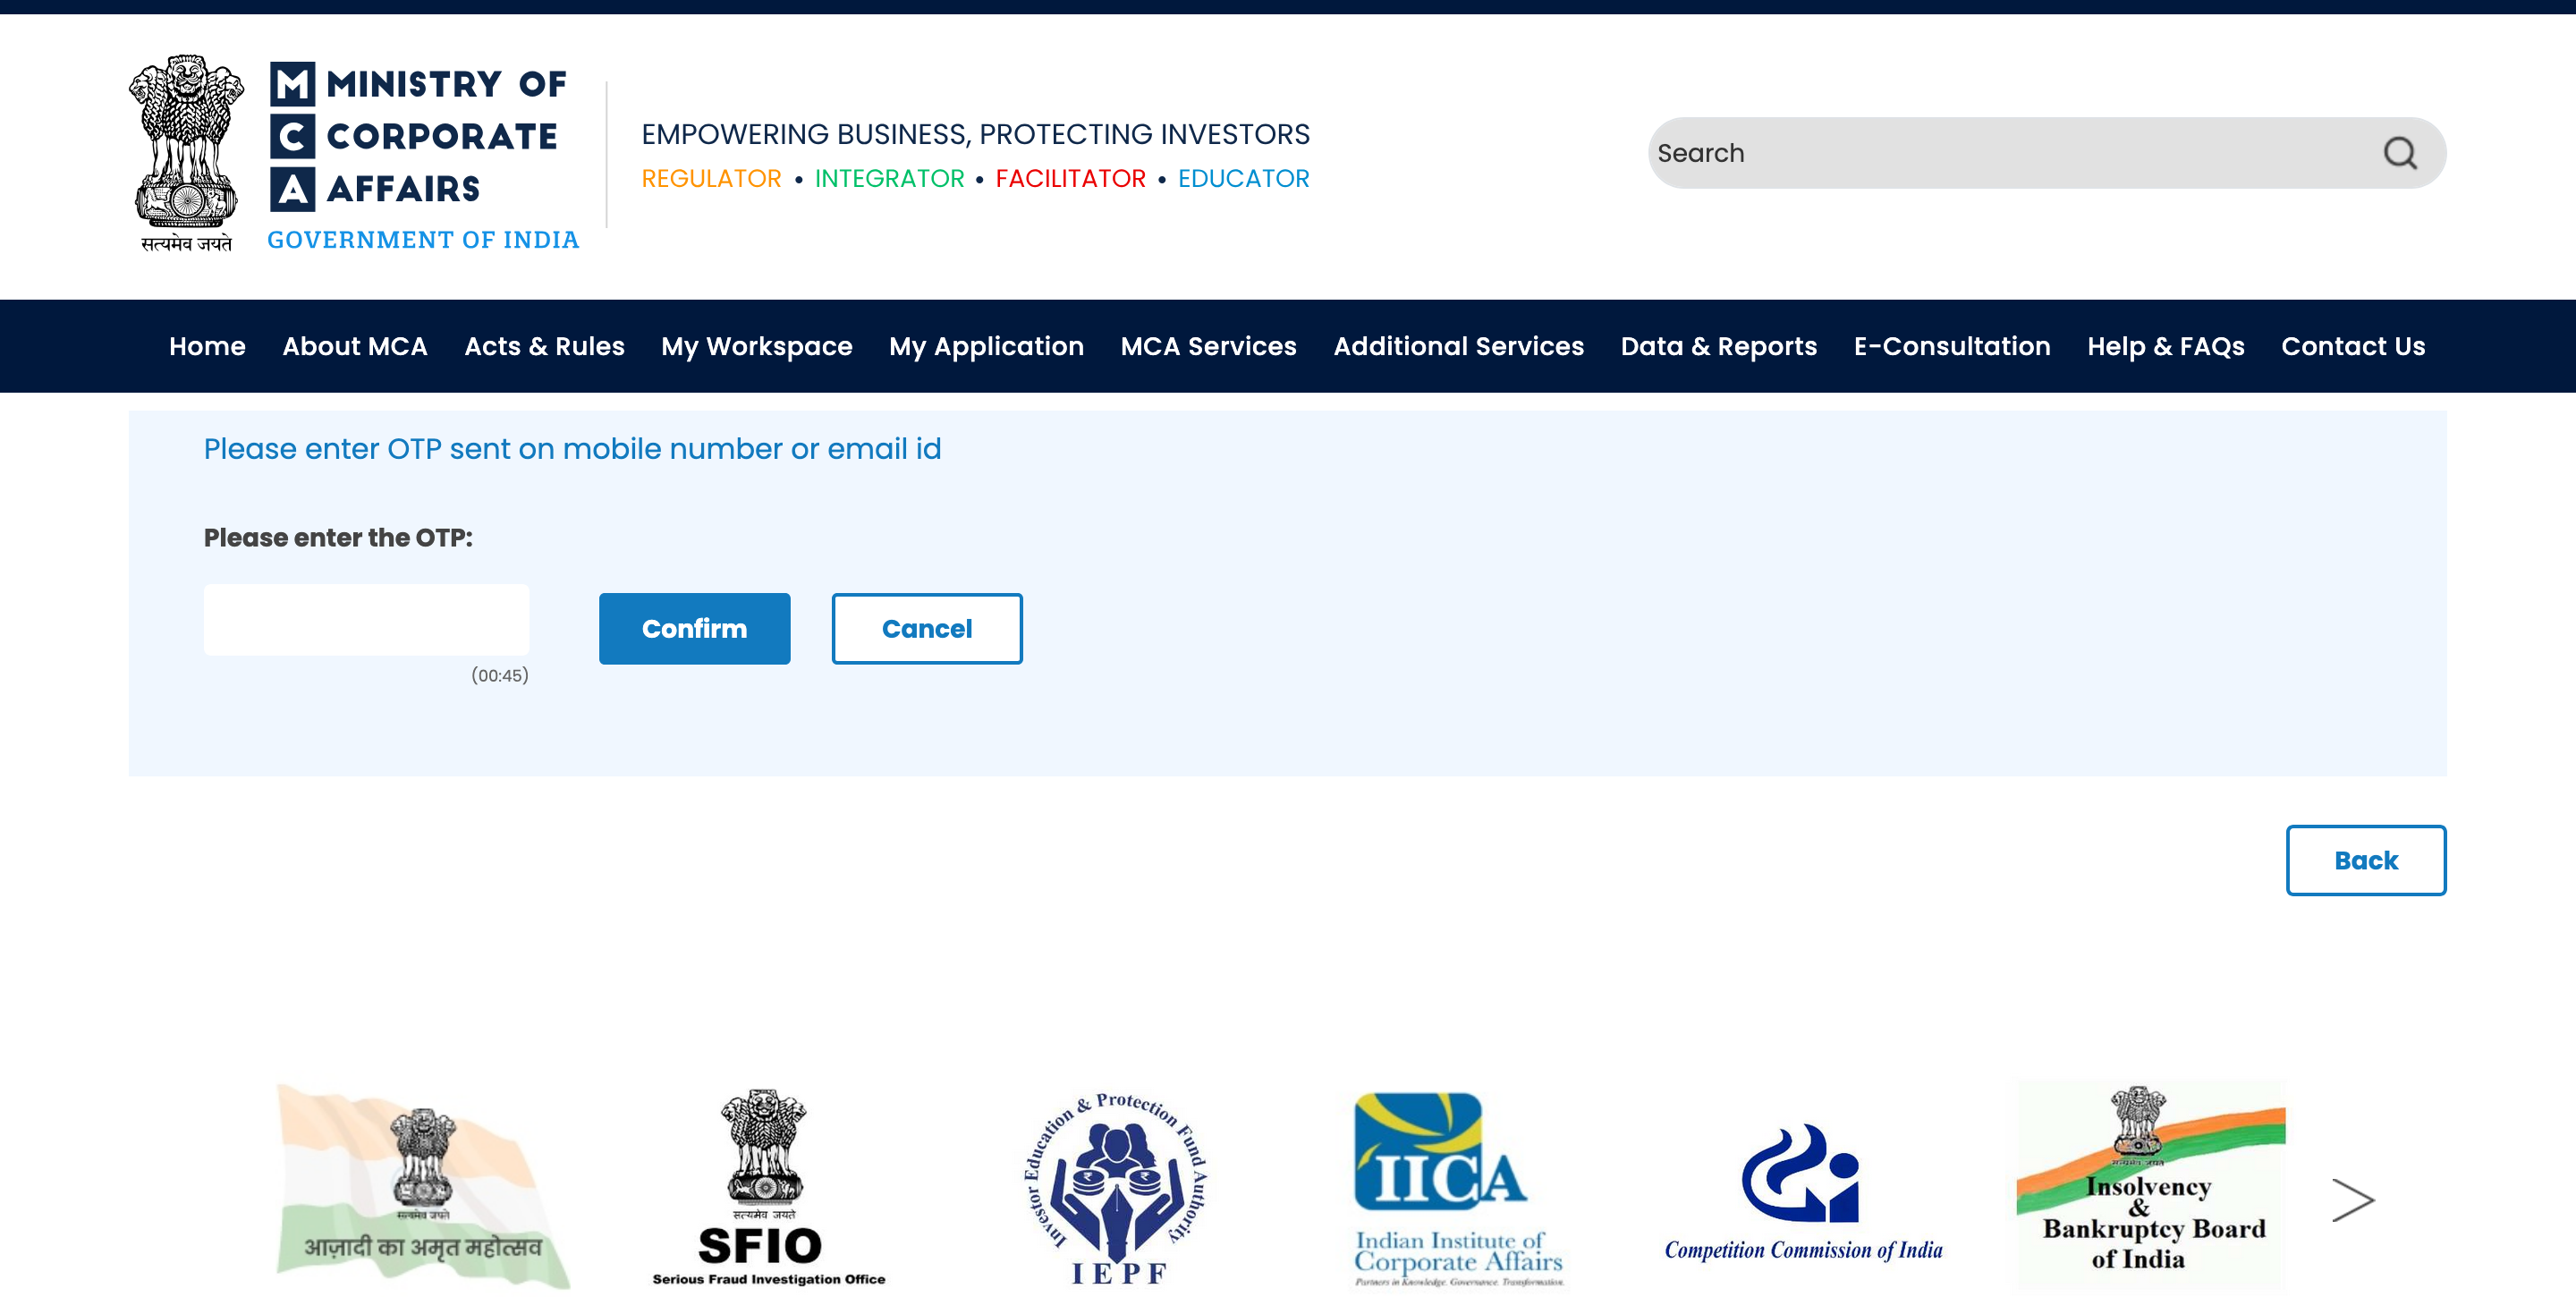 MINISTRY OF
CORPORATE
AFFAIRS
GOVERNMENT OF INDIA
सत्यमेव जयते
EMPOWERING BUSINESS, PROTECTING INVESTORS
REGULATOR • INTEGRATOR • FACILITATOR • EDUCATOR
Search
Home About MCA Acts & Rules My Workspace My Application MCA Services Additional Services Data & Reports E-Consultation Help & FAQs Contact Us
Please enter OTP sent on mobile number or email id
Please enter the OTP:
Confirm Cancel
(00:45)
Back
सत्यमेव जयते
आज़ादी का अमृत महोत्सव
सत्यमेव जयते
SFIO
Serious Fraud Investigation Office
Investor Education & Protection Fund Authority
IEPF
IICA
Indian Institute of
Corporate Affairs
Partners in Knowledge. Governance. Transformation.
Competition Commission of India
सत्यमेव जयते
Insolvency
&
Bankruptcy Board
of India